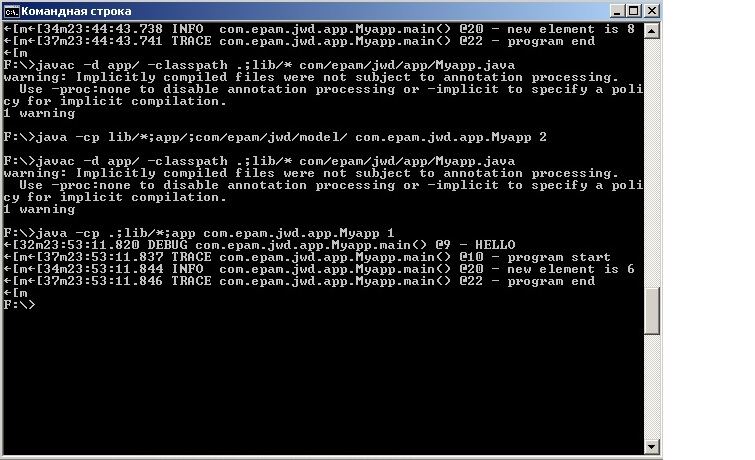 Командная строка
←[m←[34m23:44:43.738 INFO  com.epam.jwd.app.Myapp.main() @20 - new element is 8
←[m←[37m23:44:43.741 TRACE com.epam.jwd.app.Myapp.main() @22 - program end
←[m
F:\>javac -d app/ -classpath .;lib/* com/epam/jwd/app/Myapp.java
warning: Implicitly compiled files were not subject to annotation processing.
  Use -proc:none to disable annotation processing or -implicit to specify a poli
cy for implicit compilation.
1 warning
F:\>java -cp lib/*;app/;com/epam/jwd/model/ com.epam.jwd.app.Myapp 2
F:\>javac -d app/ -classpath .;lib/* com/epam/jwd/app/Myapp.java
warning: Implicitly compiled files were not subject to annotation processing.
  Use -proc:none to disable annotation processing or -implicit to specify a poli
cy for implicit compilation.
1 warning
F:\>java -cp .;lib/*;app com.epam.jwd.app.Myapp 1
←[32m23:53:11.820 DEBUG com.epam.jwd.app.Myapp.main() @9 - HELLO
←[m←[37m23:53:11.837 TRACE com.epam.jwd.app.Myapp.main() @10 - program start
←[m←[34m23:53:11.844 INFO  com.epam.jwd.app.Myapp.main() @20 - new element is 6
←[m←[37m23:53:11.846 TRACE com.epam.jwd.app.Myapp.main() @22 - program end
←[m
F:\>